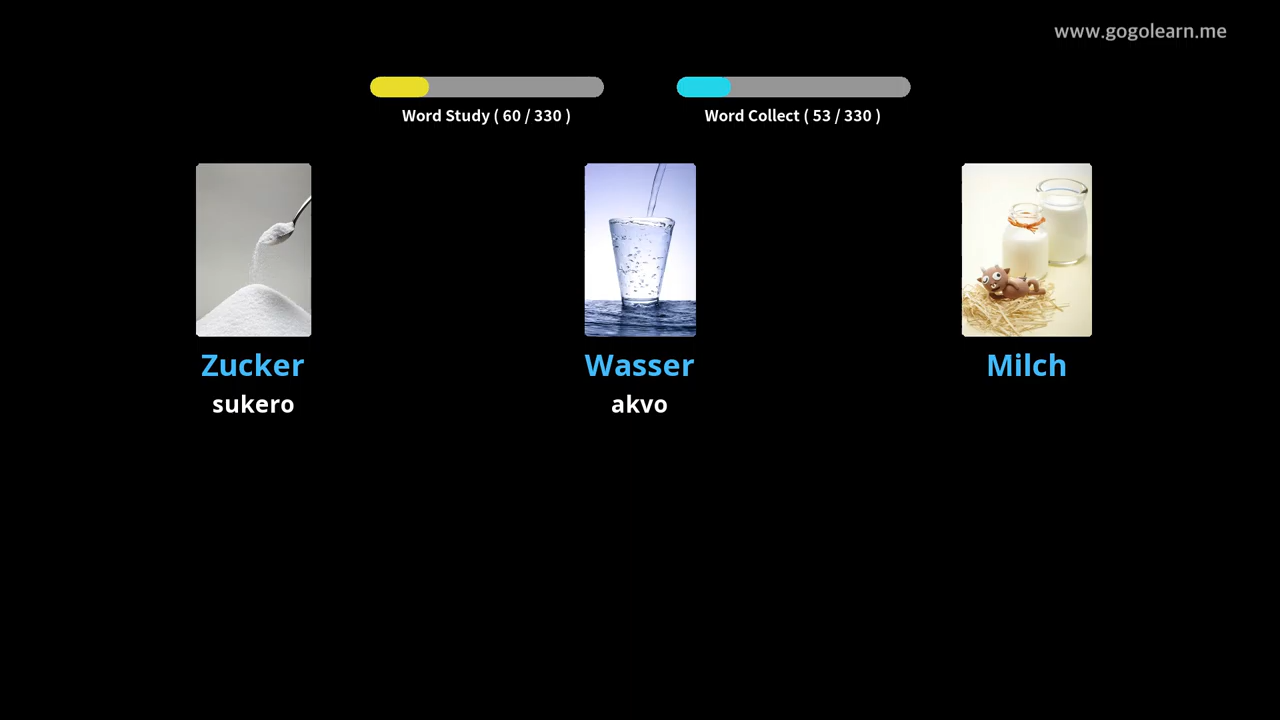 www.gogolearn.me
Word Study ( 60 / 330 )
Word Collect ( 53 / 330 )
Zucker
sukero
Wasser
akvo
Milch